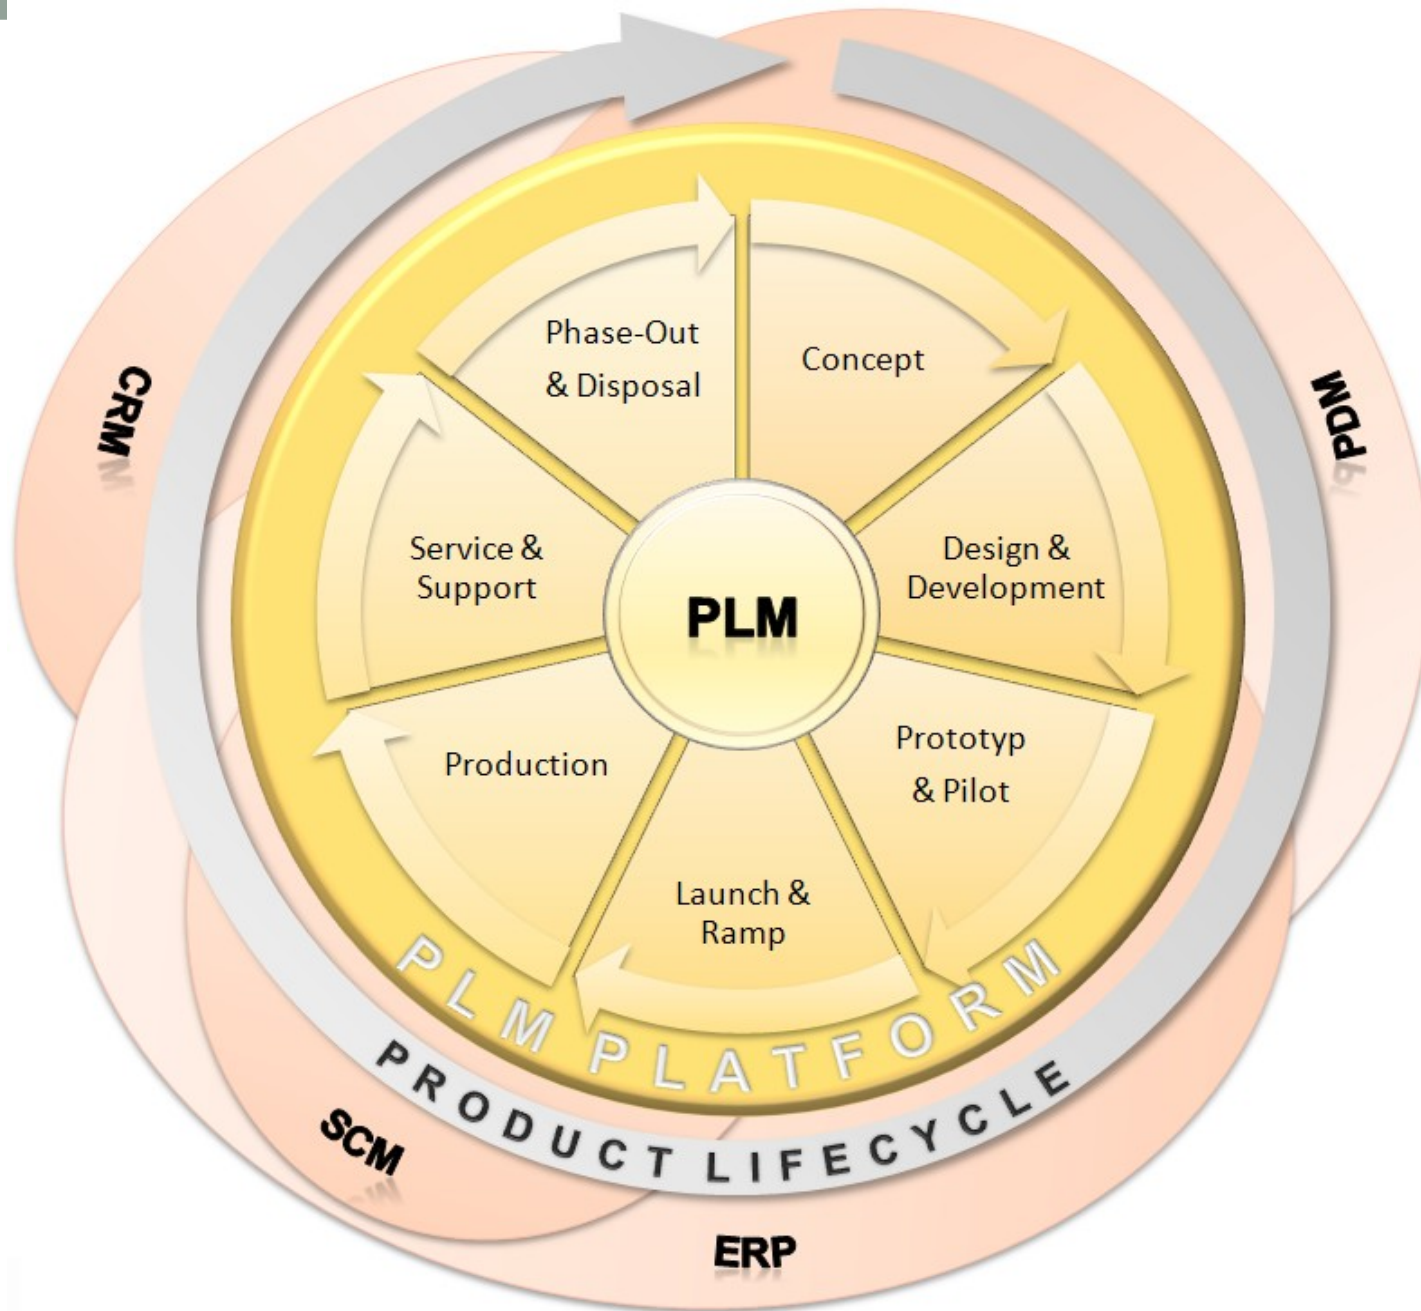 Phase-Out
& Disposal
Concept
CRM
PDM
Service &
Support
PLM
Design &
Development
Production
Prototyp
& Pilot
Launch &
Ramp
PLM PLATFORM
PRODUCT LIFECYCLE
SCM
ERP